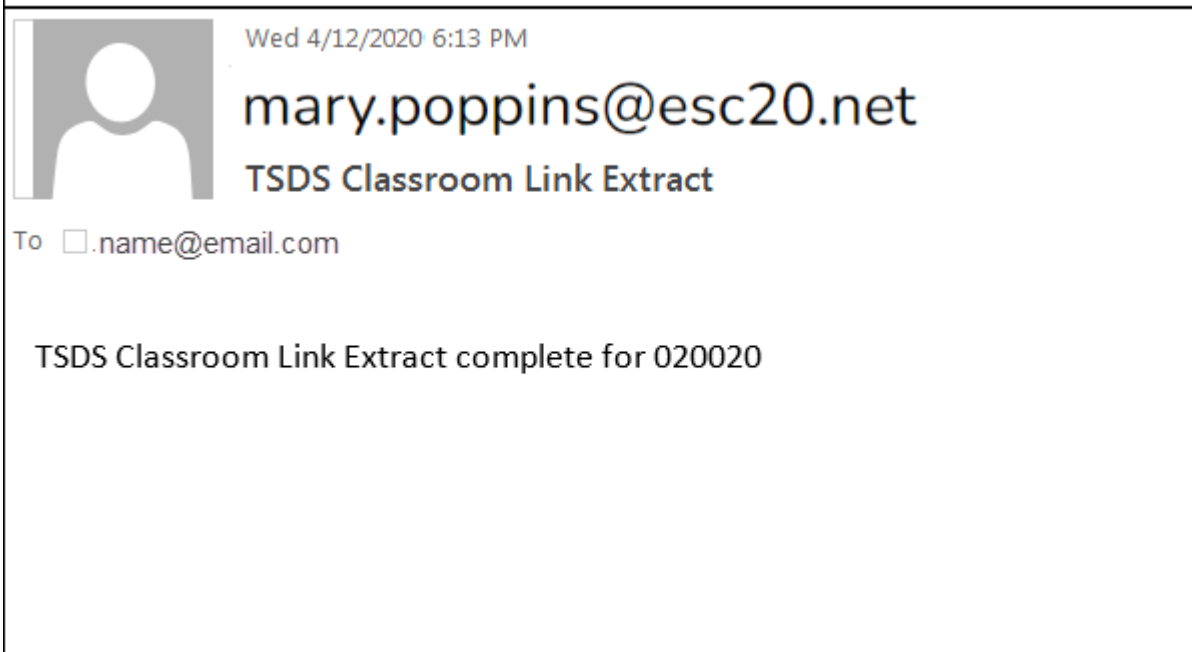 Wed 4/12/2020 6:13 PM
mary.poppins@esc20.net
TSDS Classroom Link Extract
To .name@email.com
TSDS Classroom Link Extract complete for 020020